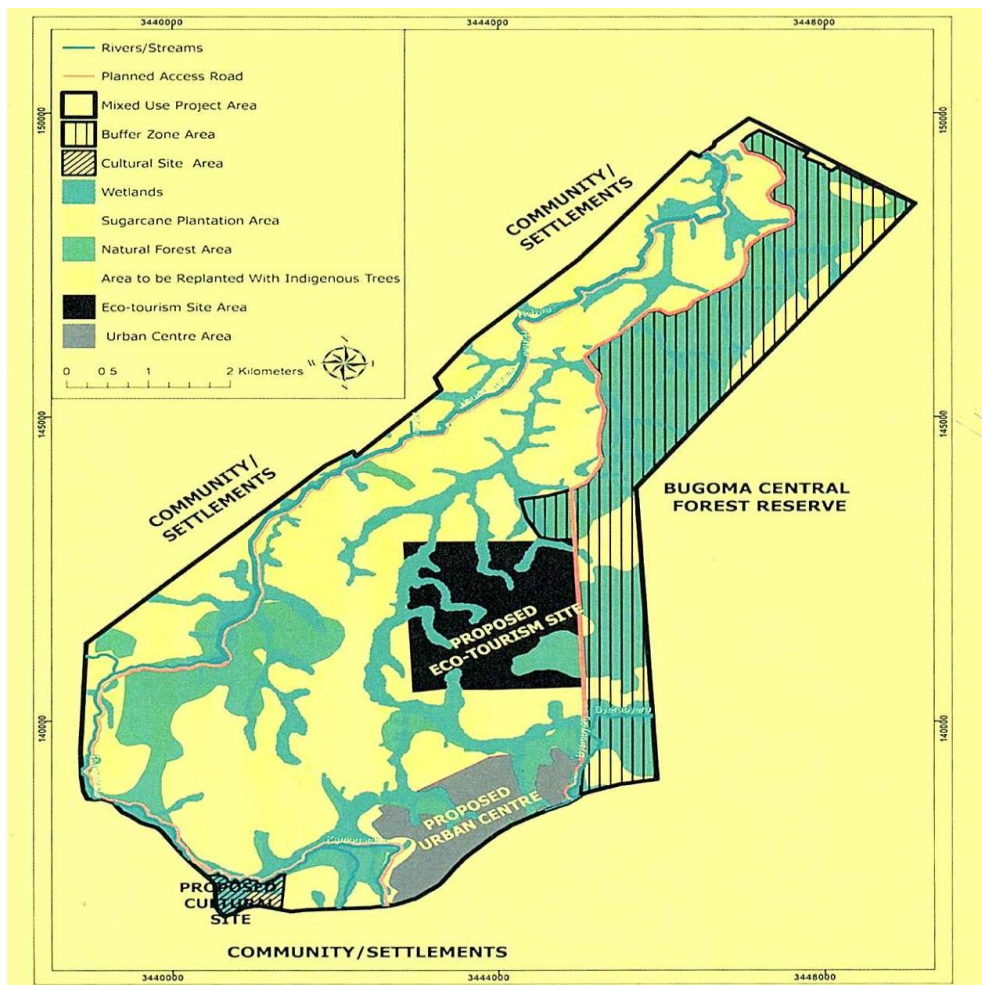 3440000
3444000
3448000
Rivers/Streams
Planned Access Road
Mixed Use Project Area
Buffer Zone Area
Cultural Site Area
Wetlands
Sugarcane Plantation Area
Natural Forest Area
Area to be Replanted With Indigenous Trees
Eco-tourism Site Area
Urban Centre Area
0 0 5 1 2 Kilometers
150000
150000
COMMUNITY/
SETTLEMENTS
145000
145000
COMMUNITY/
SETTLEMENTS
BUGOMA CENTRAL
FOREST RESERVE
PROPOSED
ECO-TOURISM SITE
140000
140000
PROPOSED
URBAN CENTRE
PROPOSED
CULTURAL
SITE
COMMUNITY/SETTLEMENTS
3440000
3444000
3448000